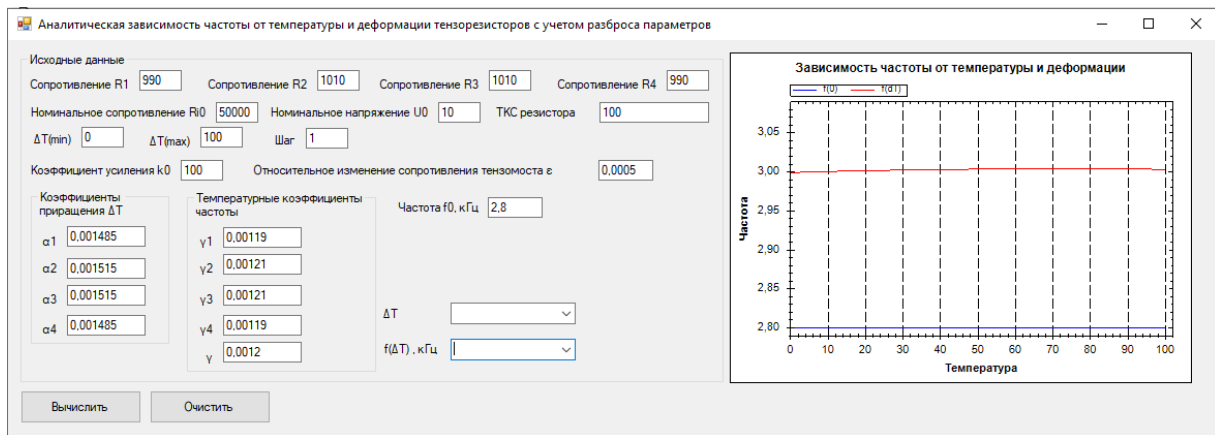 Аналитическая зависимость частоты от температуры и деформации тензорезисторов с учетом разброса параметров
Исходные данные
Сопротивление R1 990 Сопротивление R2 1010 Сопротивление R3 1010 Сопротивление R4 990
Номинальное сопротивление Ri0 50000 Номинальное напряжение U0 10 ТКС резистора 100
ΔT(min) 0 ΔT(max) 100 Шаг 1
Коэффициент усиления k0 100 Относительное изменение сопротивления тензомоста ε 0,0005
Коэффициенты
приращения ΔT
α1 0,001485
α2 0,001515
α3 0,001515
α4 0,001485
Температурные коэффициенты
частоты
γ1 0,00119
γ2 0,00121
γ3 0,00121
γ4 0,00119
γ 0,0012
Частота f0, кГц 2,8
ΔT
f(ΔT) , кГц
Вычислить Очистить
Зависимость частоты от температуры и деформации
f(0) f(dT)
Частота
3,05
3,00
2,95
2,90
2,85
2,80
0 10 20 30 40 50 60 70 80 90 100
Температура